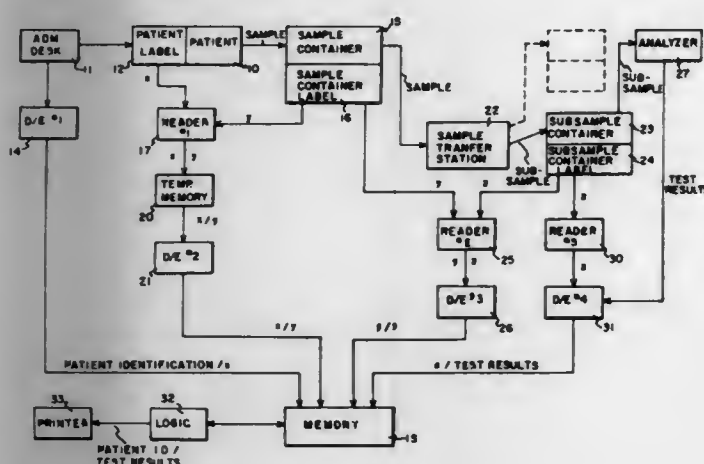 ADM
DESK
11
PATIENT
LABEL
PATIENT
12
10
SAMPLE
SAMPLE
CONTAINER
15
SAMPLE
CONTAINER
LABEL
16
SAMPLE
ANALYZER
27
SUB-
SAMPLE
D/E #1
14
x
READER
#1
17
y
22
SAMPLE
TRANFER
STATION
SUB-
SAMPLE
SUBSAMPLE
CONTAINER
23
SUBSAMPLE
CONTAINER
LABEL
24
TEST
RESULTS
x y
TEMP.
MEMORY
20
x/y
D/E #2
21
y
z
READER
#2
25
y z
D/E #3
26
z
READER
#3
30
z
D/E #4
31
x/y
y/z
PATIENT IDENTIFICATION/x
z/TEST RESULTS
33
PRINTER
32
LOGIC
MEMORY
13
PATIENT ID/
TEST RESULTS